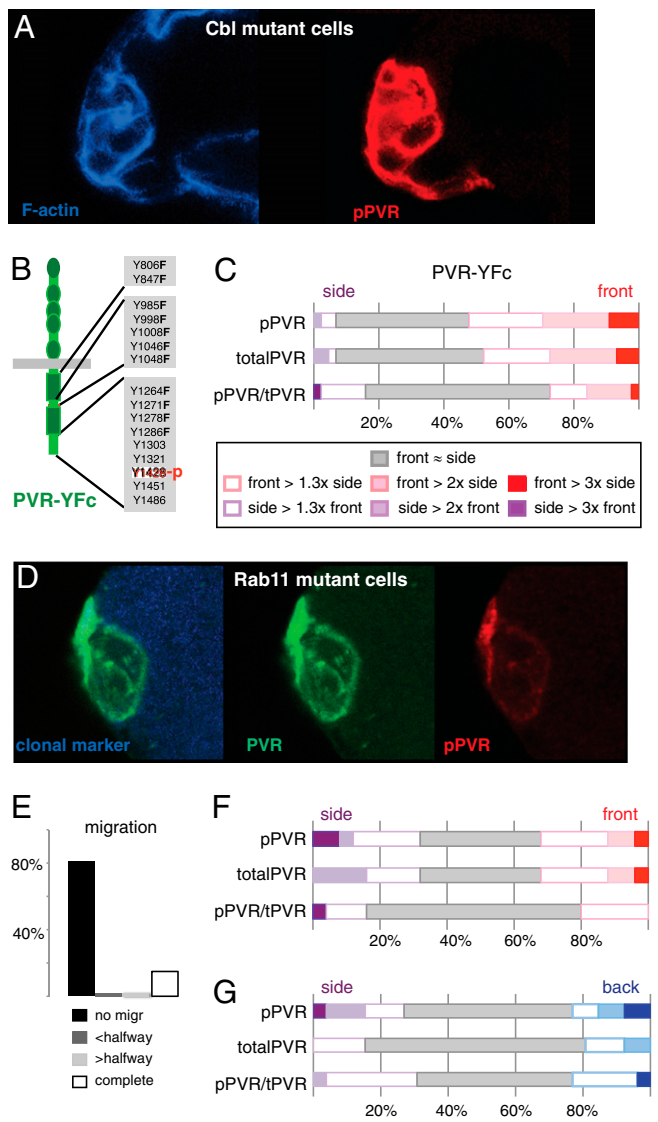 A
Cbl mutant cells
F-actin
pPVR
B
Y806F
Y847F
Y985F
Y998F
Y1008F
Y1046F
Y1048F
Y1264F
Y1271F
Y1278F
Y1286F
Y1303
Y1321
Y1428-p
Y1451
Y1486
PVR-YFc
C
PVR-YFc
side
front
pPVR
totalPVR
pPVR/tPVR
20%
40%
60%
80%
front ≈ side
front > 1.3x side
front > 2x side
front > 3x side
side > 1.3x front
side > 2x front
side > 3x front
D
Rab11 mutant cells
clonal marker
PVR
pPVR
E
migration
80%
40%
no migr
<halfway
>halfway
complete
F
side
front
pPVR
totalPVR
pPVR/tPVR
20%
40%
60%
80%
G
side
back
pPVR
totalPVR
pPVR/tPVR
20%
40%
60%
80%